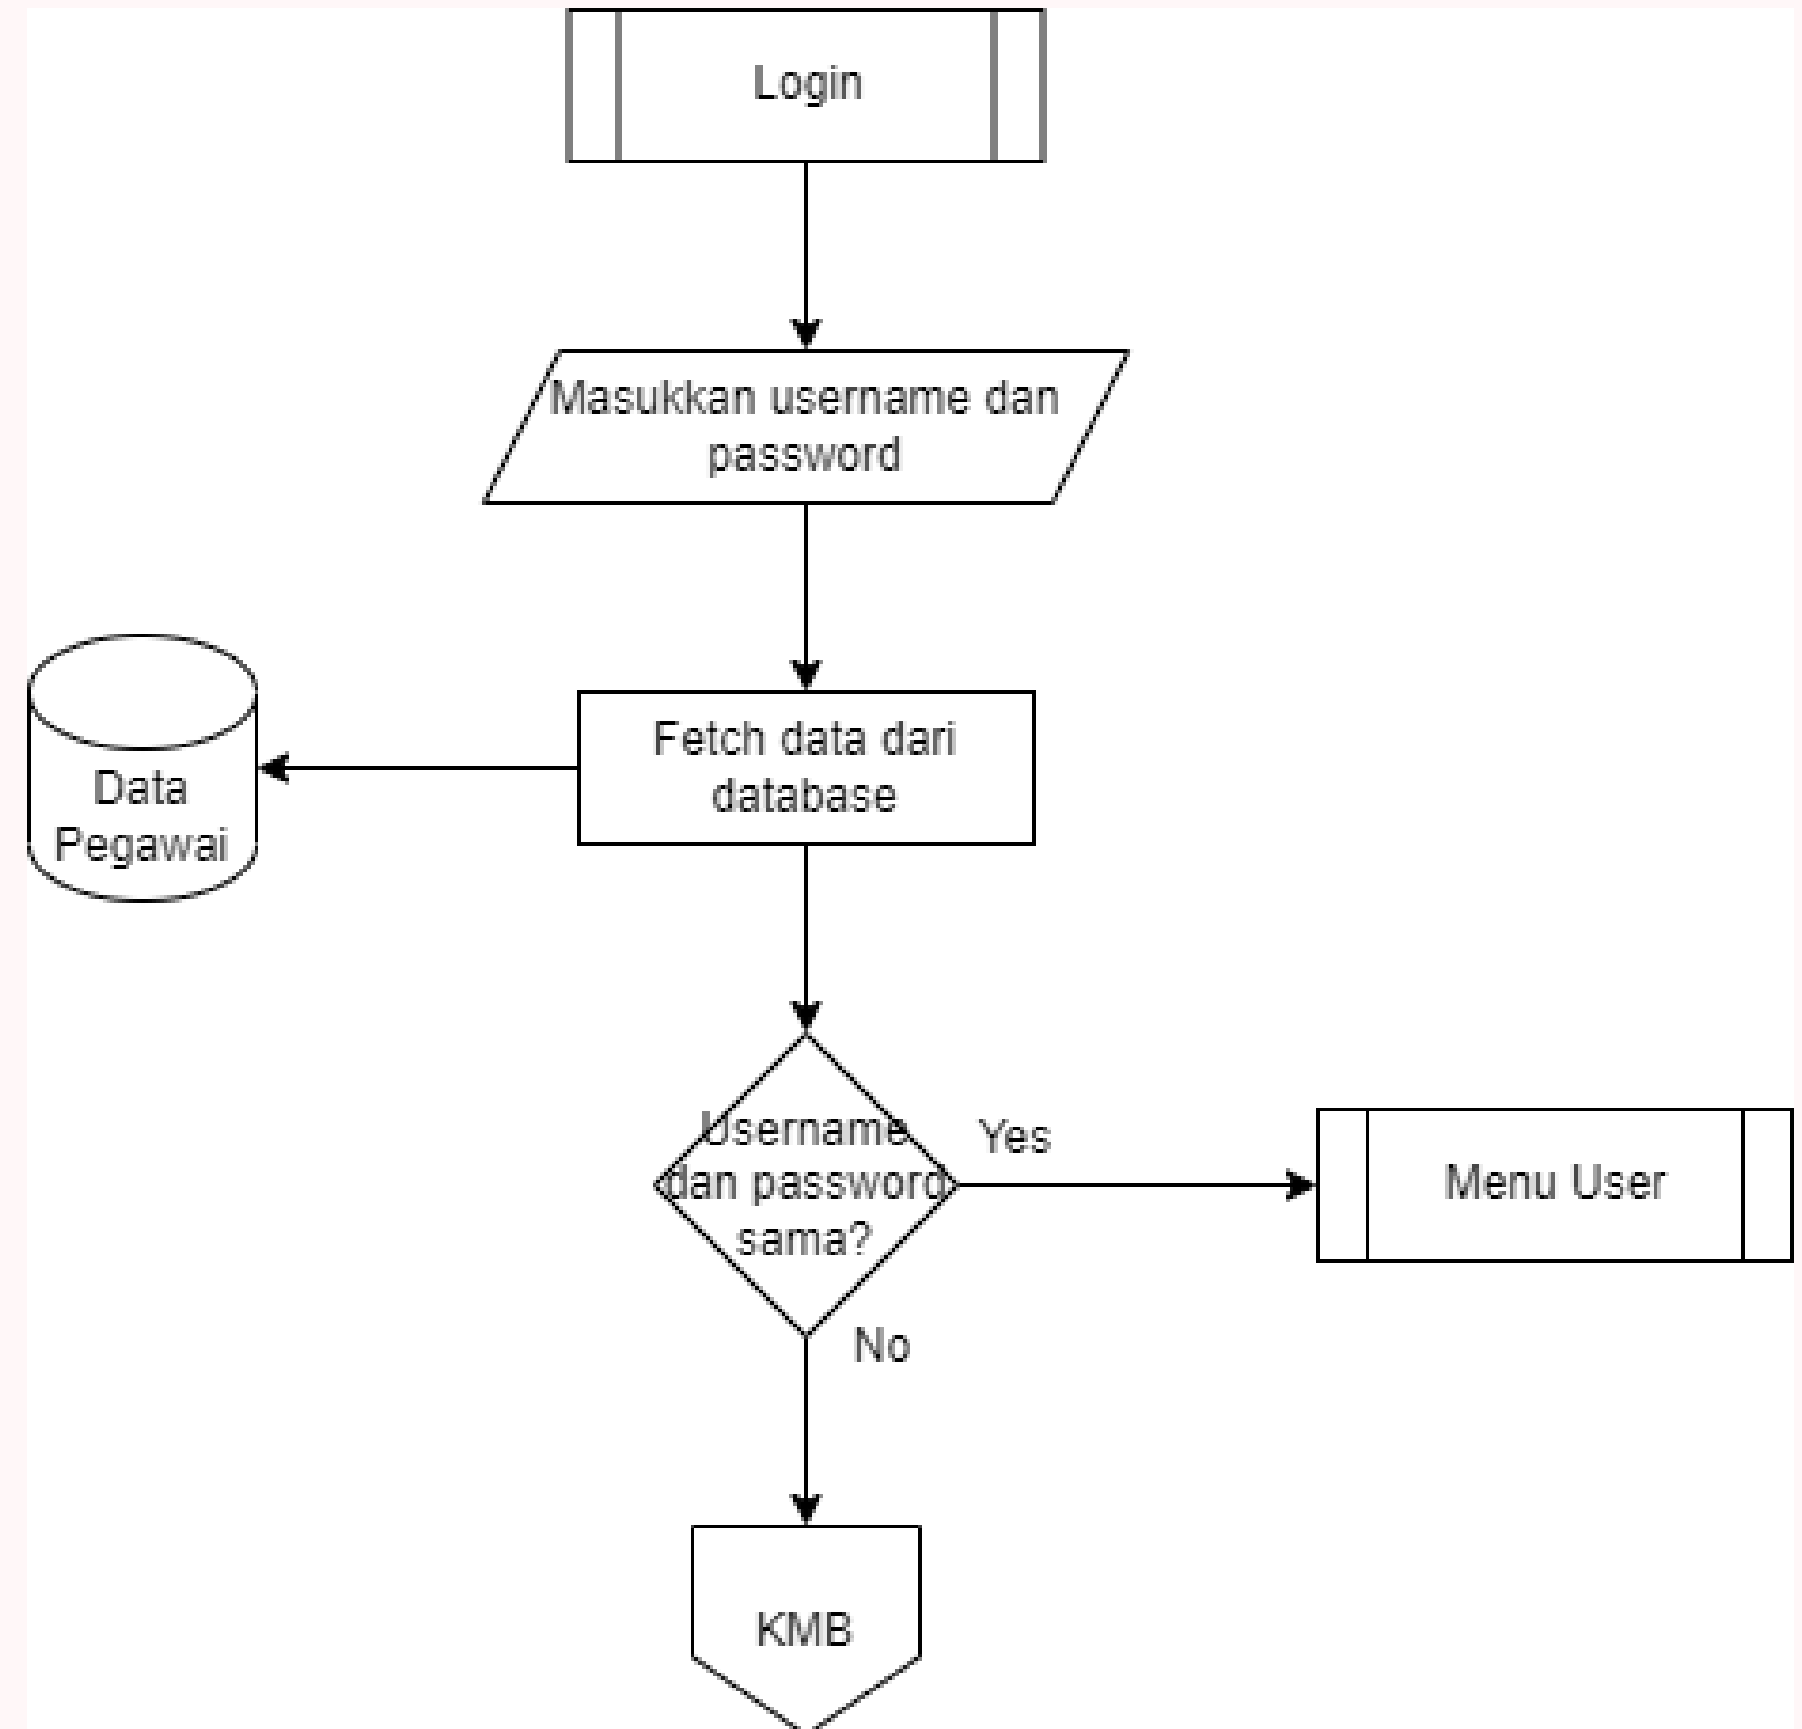 Login
Masukkan username dan
password
Fetch data dari
database
Data
Pegawai
Username
dan password
sama?
Yes
Menu User
No
KMB